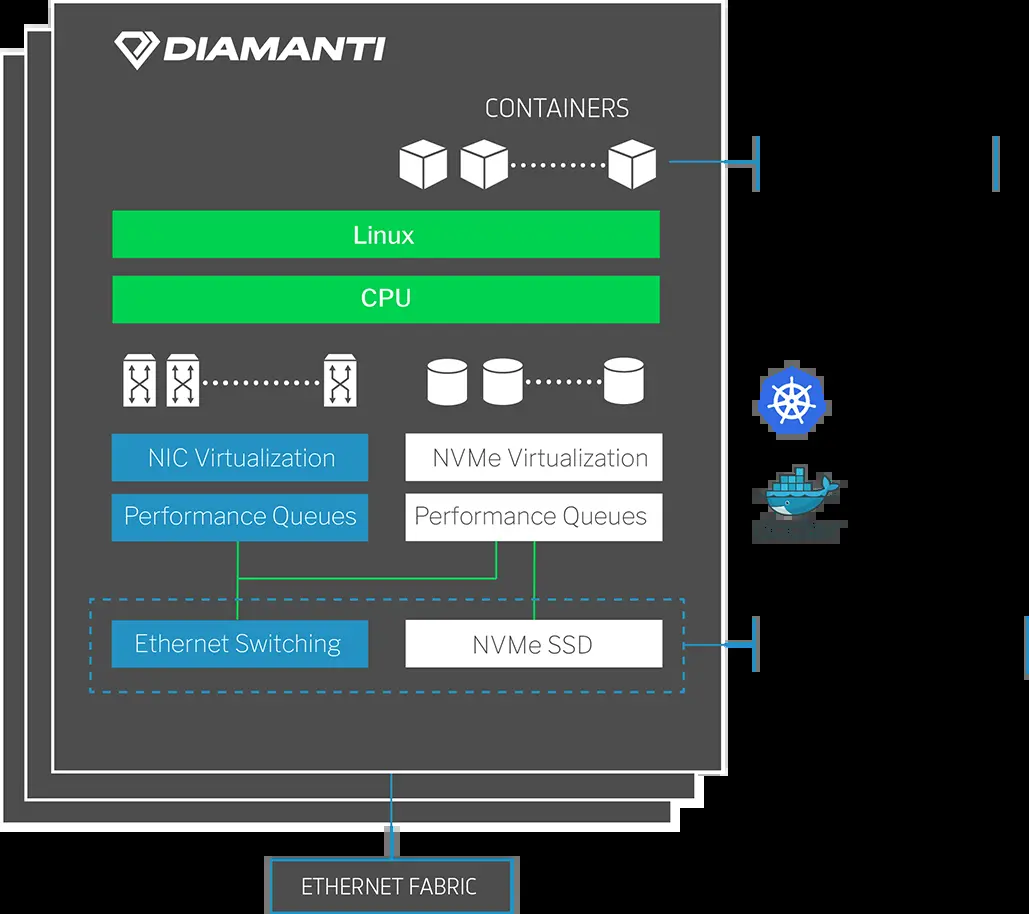 DIAMANTI
CONTAINERS
Linux
CPU
NIC Virtualization
NVMe Virtualization
Performance Queues
Performance Queues
Ethernet Switching
NVMe SSD
ETHERNET FABRIC